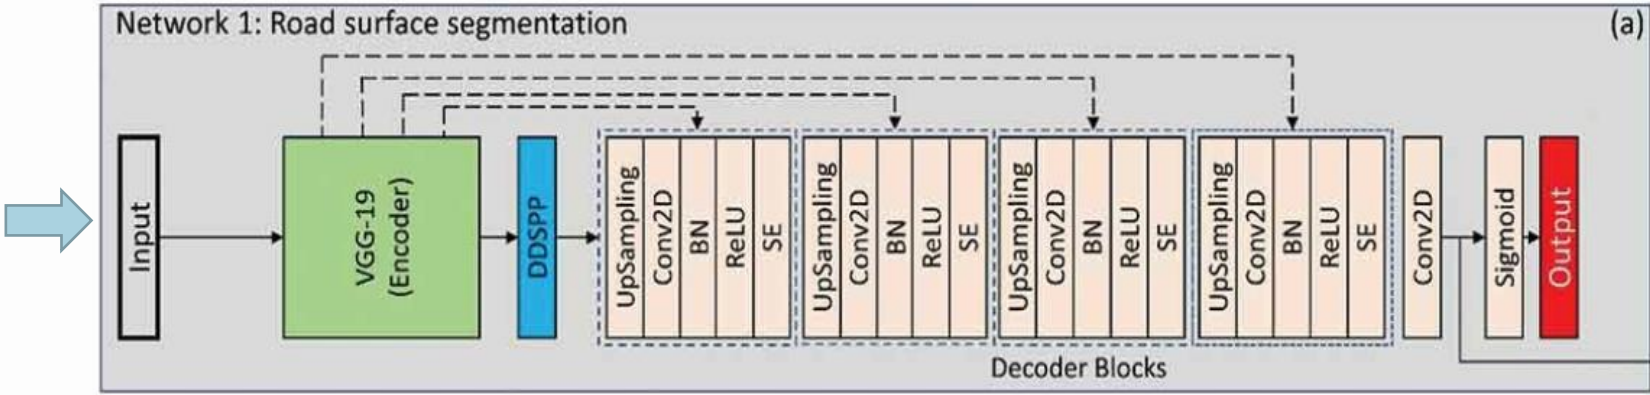 Network 1: Road surface segmentation
(a)
Input
VGG-19
(Encoder)
DDSPP
UpSampling
Conv2D
BN
ReLU
SE
UpSampling
Conv2D
BN
ReLU
SE
UpSampling
Conv2D
BN
ReLU
SE
UpSampling
Conv2D
BN
ReLU
SE
Conv2D
Sigmoid
Output
Decoder Blocks